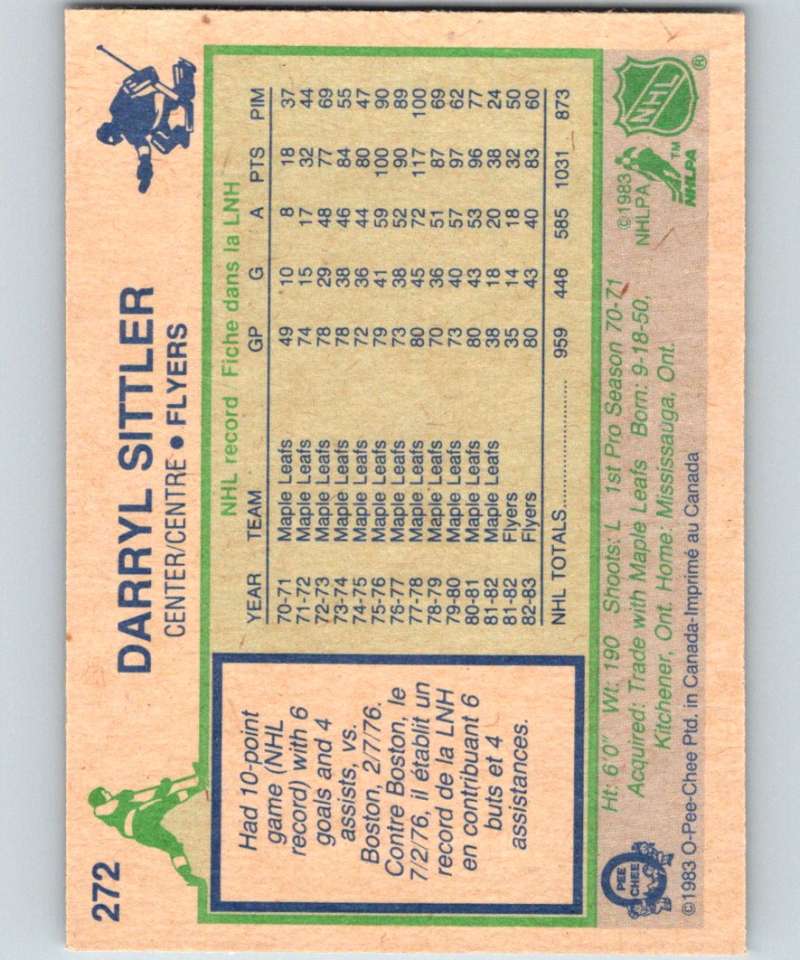 272
DARRYL SITTLER
CENTER/CENTRE • FLYERS
Had 10-point
game (NHL
record) with 6
goals and 4
assists, vs.
Boston, 2/7/76.
Contre Boston, le
7/2/76, il établit un
record de la LNH
en contribuant 6
buts et 4
assistances.
NHL record / Fiche dans la LNH
YEAR TEAM GP G A PTS PIM
70-71 Maple Leafs 49 10 8 18 37
71-72 Maple Leafs 74 15 17 32 44
72-73 Maple Leafs 78 29 48 77 69
73-74 Maple Leafs 78 38 46 84 55
74-75 Maple Leafs 72 36 44 80 47
75-76 Maple Leafs 79 41 59 100 90
76-77 Maple Leafs 73 38 52 90 89
77-78 Maple Leafs 80 45 72 117 100
78-79 Maple Leafs 70 36 51 87 69
79-80 Maple Leafs 73 40 57 97 62
80-81 Maple Leafs 80 43 53 96 77
81-82 Maple Leafs 38 18 20 38 24
81-82 Flyers 35 14 18 32 50
82-83 Flyers 80 43 40 83 60
NHL TOTALS.................... 959 446 585 1031 873
Ht: 6'0" Wt: 190 Shoots: L 1st Pro Season 70-71
Acquired: Trade with Maple Leafs Born: 9-18-50,
Kitchener, Ont. Home: Mississauga, Ont.
©1983 O-Pee-Chee Ptd. in Canada-Imprimé au Canada
O
PEE
CHEE
©1983
NHLPA
™
NHLPA
NHL
®